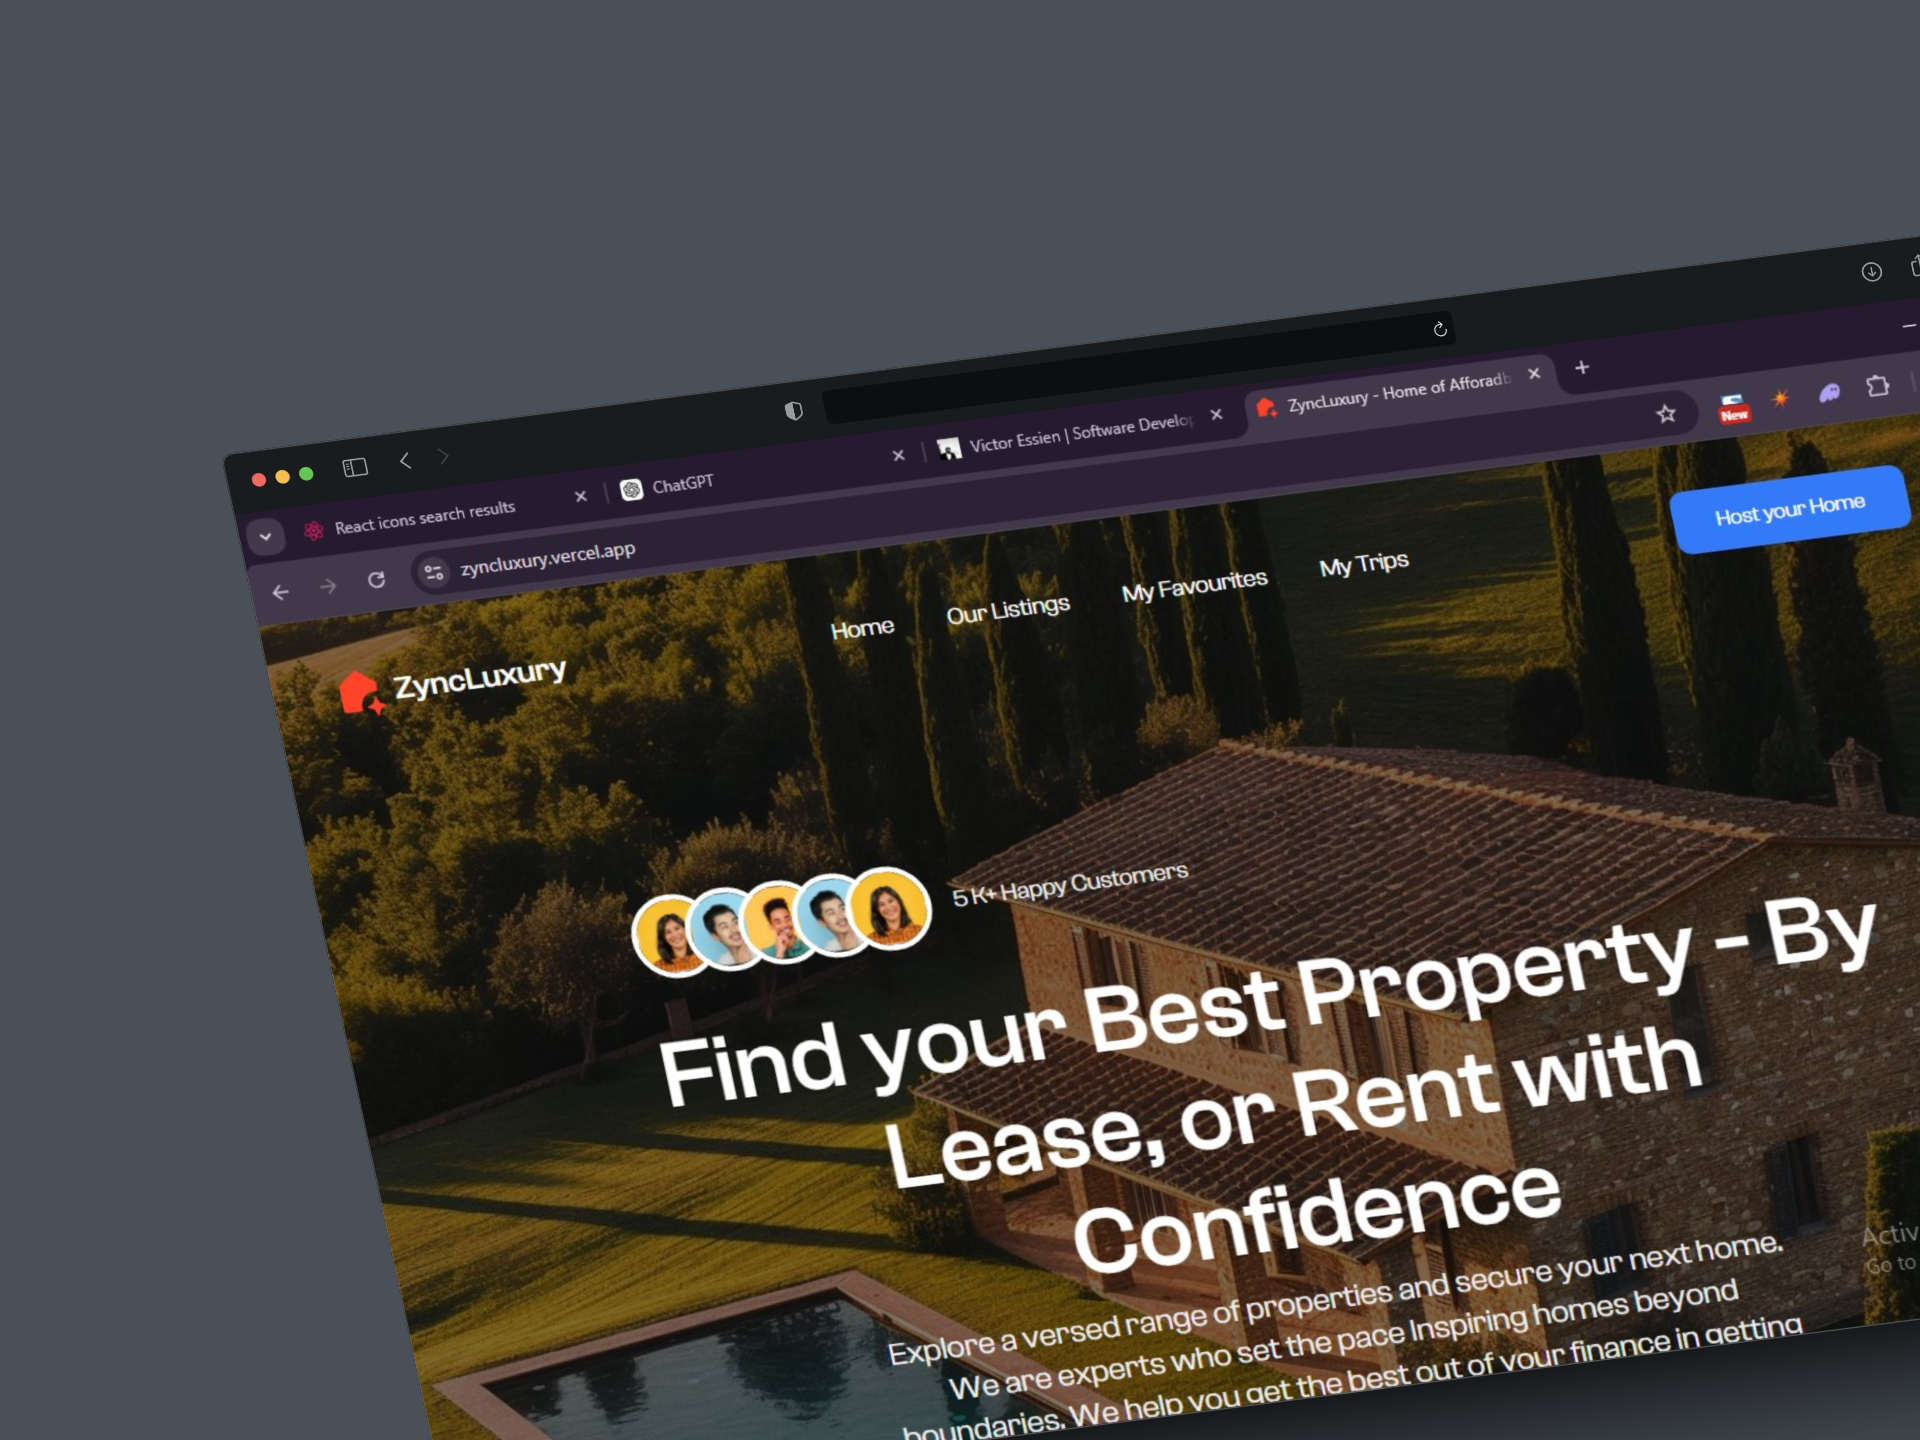 React icons search results
ChatGPT
Victor Essien | Software Develop
ZyncLuxury - Home of Afforadb
zyncluxury.vercel.app
New
ZyncLuxury
Home
Our Listings
My Favourites
My Trips
Host your Home
5 K+ Happy Customers
Find your Best Property - By
Lease, or Rent with
Confidence
Explore a versed range of properties and secure your next home.
We are experts who set the pace Inspiring homes beyond
boundaries. We help you get the best out of your finance in getting
Activ
Go to